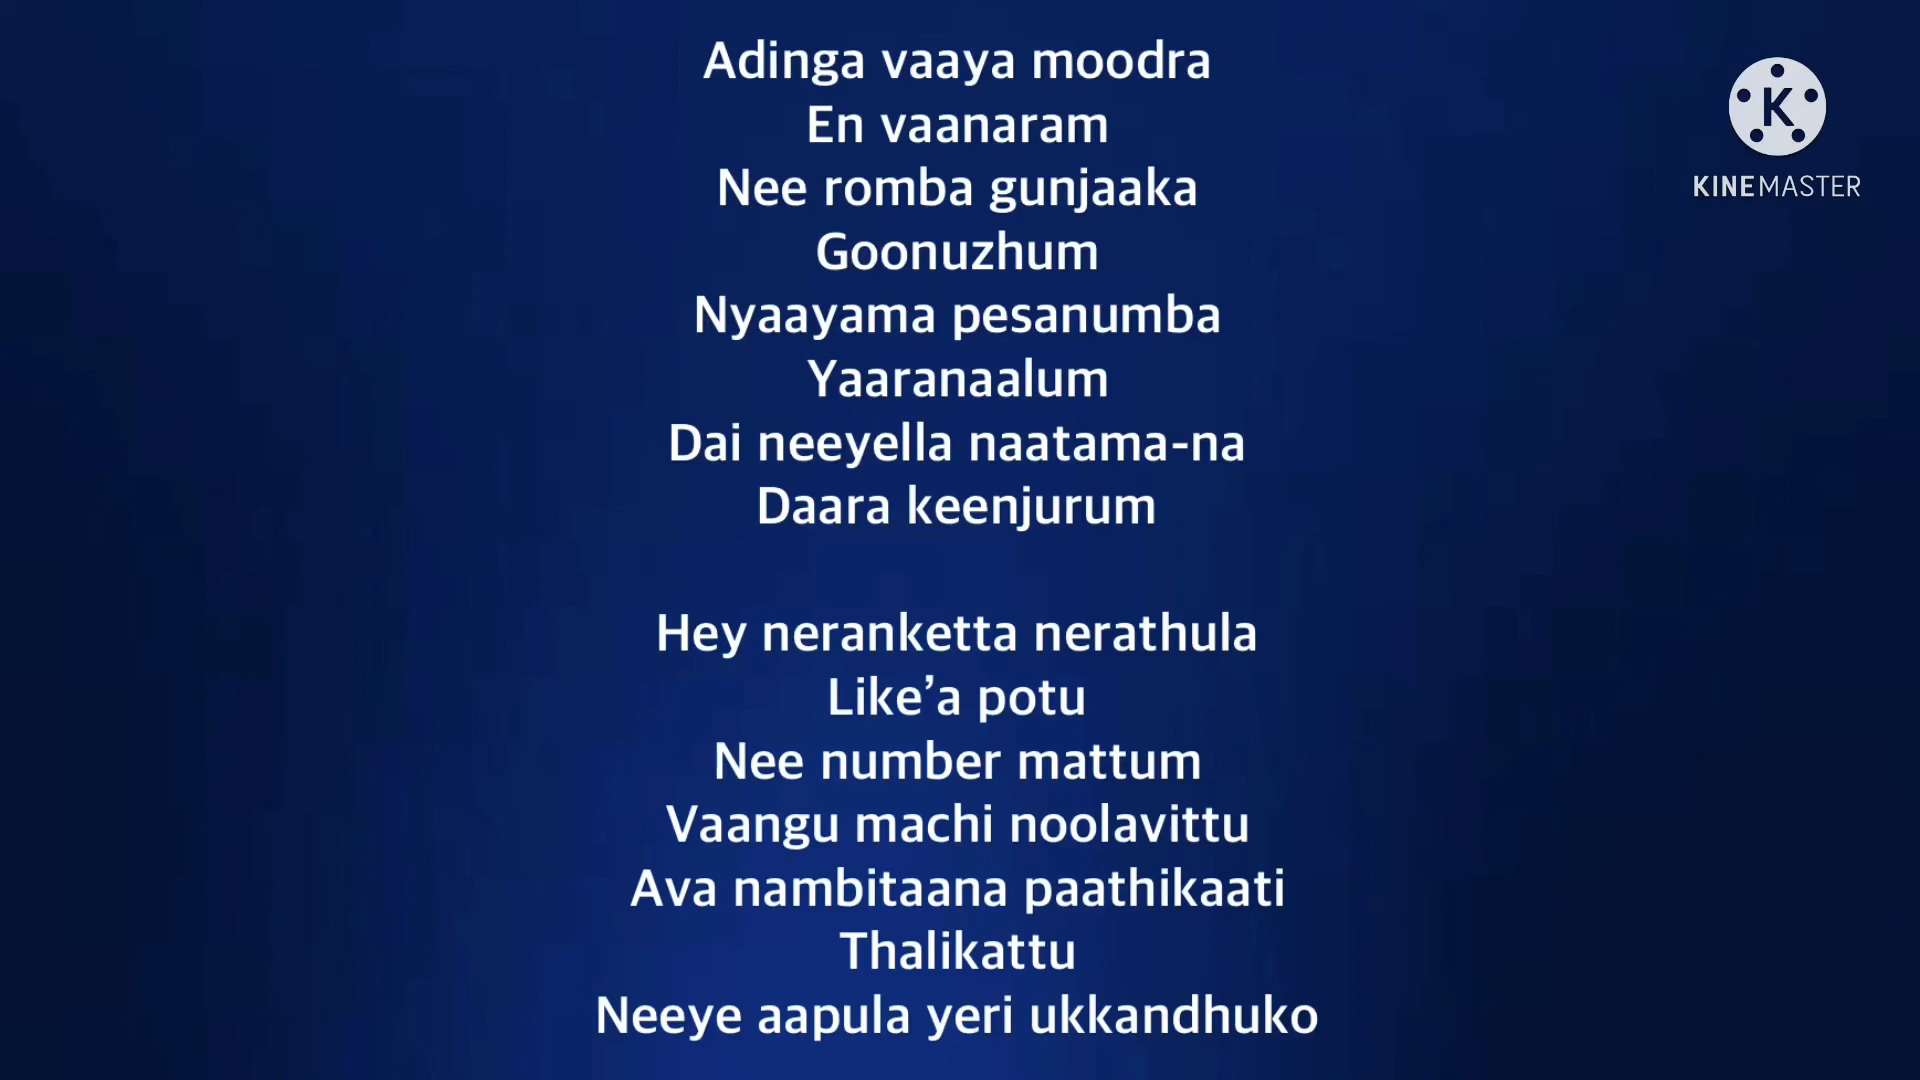 Adinga vaaya moodra
En vaanaram
Nee romba gunjaaka
Goonuzhum
Nyaayama pesanumba
Yaaranaalum
Dai neeyella naatama-na
Daara keenjurum
Hey neranketta nerathula
Like’a potu
Nee number mattum
Vaangu machi noolavittu
Ava nambitaana paathikaati
Thalikattu
Neeye aapula yeri ukkandhuko
K
KINEMASTER